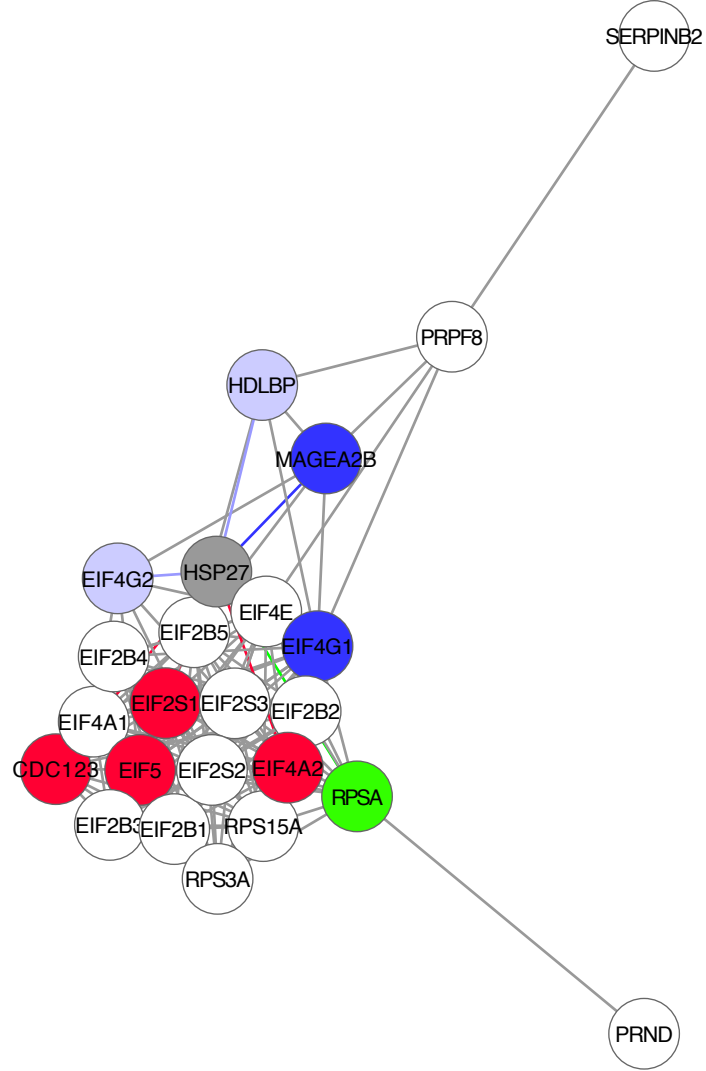 SERPINB2
PRPF8
HDLBP
MAGEA2B
HSP27
EIF4G2
EIF4E
EIF2B5
EIF4G1
EIF2B4
EIF2S1
EIF2S3
EIF2B2
EIF4A1
CDC123
EIF5
EIF2S2
EIF4A2
RPSA
EIF2B3
EIF2B1
RPS15A
RPS3A
PRND